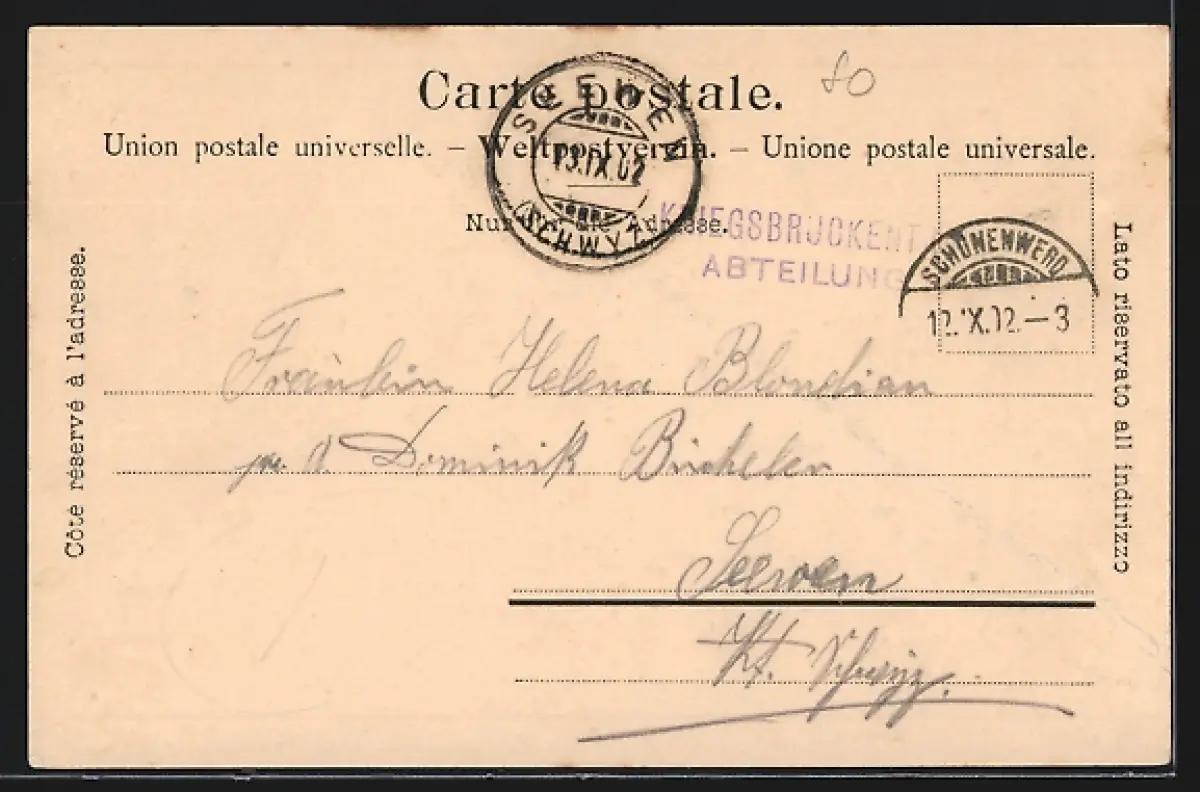 Carte postale.
80
Union postale universelle. – Weltpostverein. – Unione postale universale.
SEEWEN
13.IX.02
(SCHWYZ)
Nur für die Adresse.
KRIEGSBRÜCKENT
ABTEILUNG
SCHÖNENWERD
12.IX.02.–3
Côté réservé à l'adresse.
Lato riservato all indirizzo
Fräulein Helena Blondian
Dominik Büeheler
Seewen
Kt. Schwyz.